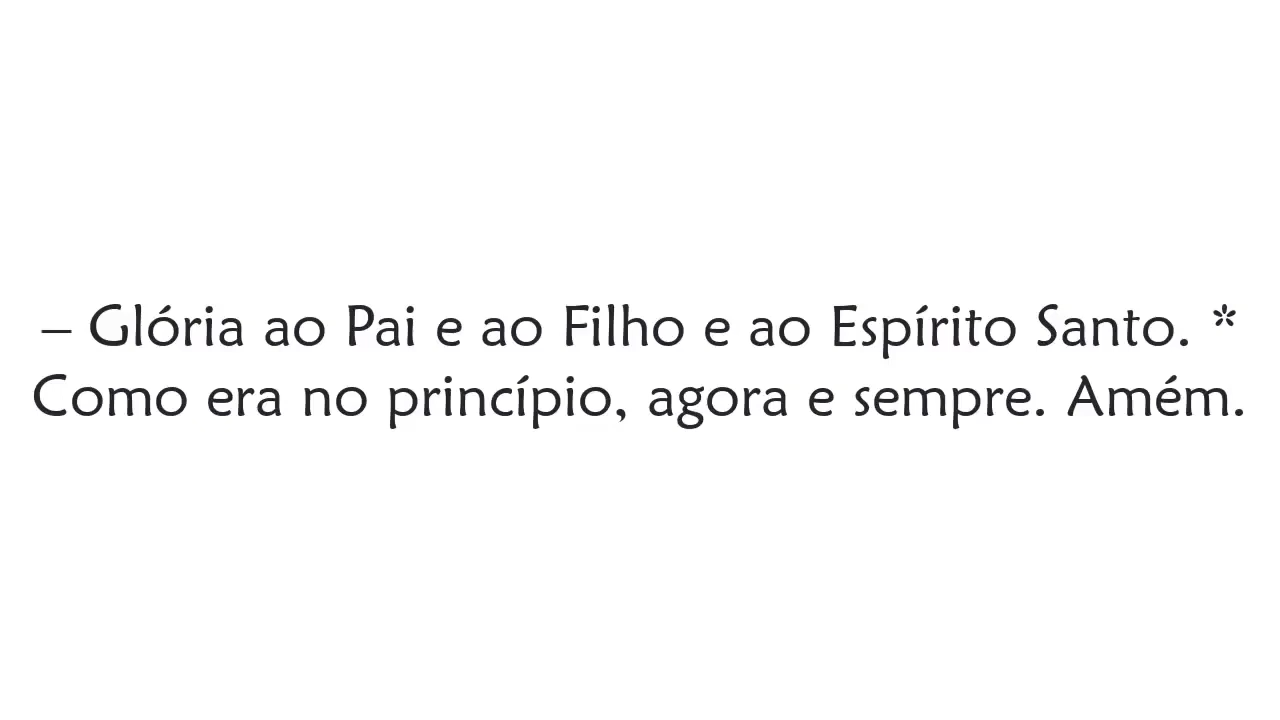 – Glória ao Pai e ao Filho e ao Espírito Santo. *
Como era no princípio, agora e sempre. Amém.